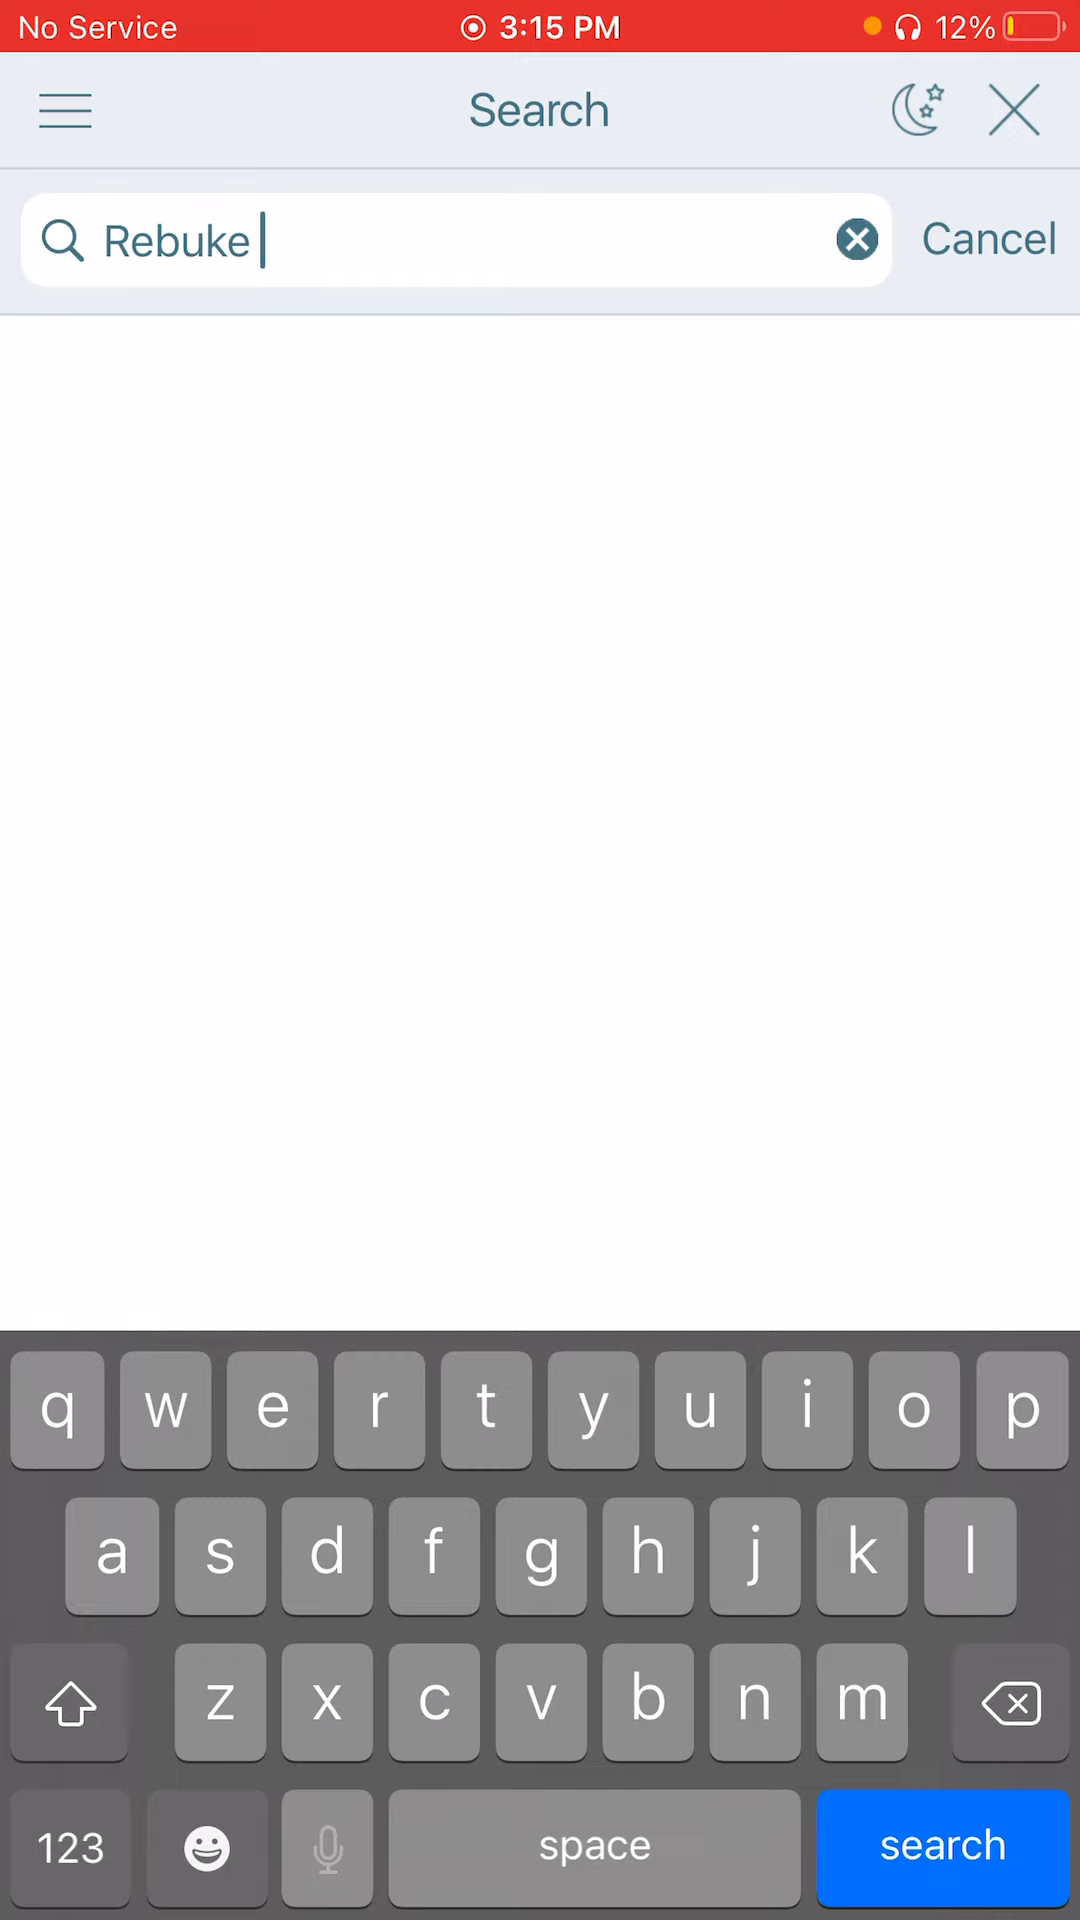 No Service 3:15 PM 12%
Search
Rebuke Cancel
q w e r t y u i o p
a s d f g h j k l
z x c v b n m
123 space search